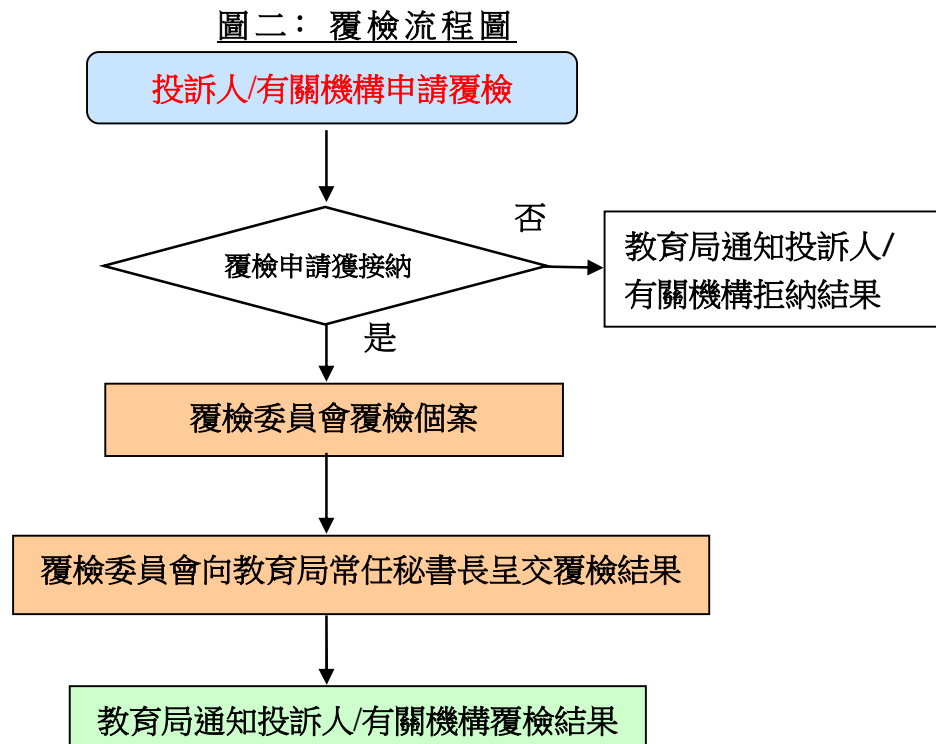 圖二：覆檢流程圖
投訴人/有關機構申請覆檢
否
覆檢申請獲接納
教育局通知投訴人/
有關機構拒納結果
是
覆檢委員會覆檢個案
覆檢委員會向教育局常任秘書長呈交覆檢結果
教育局通知投訴人/有關機構覆檢結果